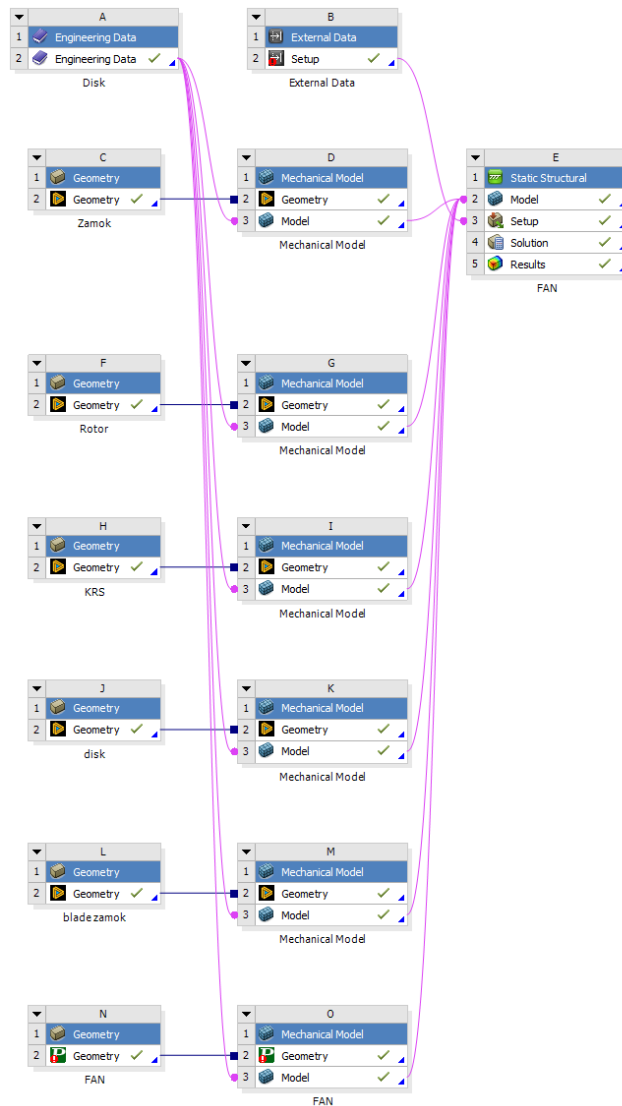 A
1 Engineering Data
2 Engineering Data
Disk
B
1 External Data
2 Setup
External Data
C
1 Geometry
2 Geometry
Zamok
D
1 Mechanical Model
2 Geometry
3 Model
Mechanical Model
E
1 Static Structural
2 Model
3 Setup
4 Solution
5 Results
FAN
F
1 Geometry
2 Geometry
Rotor
G
1 Mechanical Model
2 Geometry
3 Model
Mechanical Model
H
1 Geometry
2 Geometry
KRS
I
1 Mechanical Model
2 Geometry
3 Model
Mechanical Model
J
1 Geometry
2 Geometry
disk
K
1 Mechanical Model
2 Geometry
3 Model
Mechanical Model
L
1 Geometry
2 Geometry
bladezamok
M
1 Mechanical Model
2 Geometry
3 Model
Mechanical Model
N
1 Geometry
2 Geometry
FAN
O
1 Mechanical Model
2 Geometry
3 Model
FAN